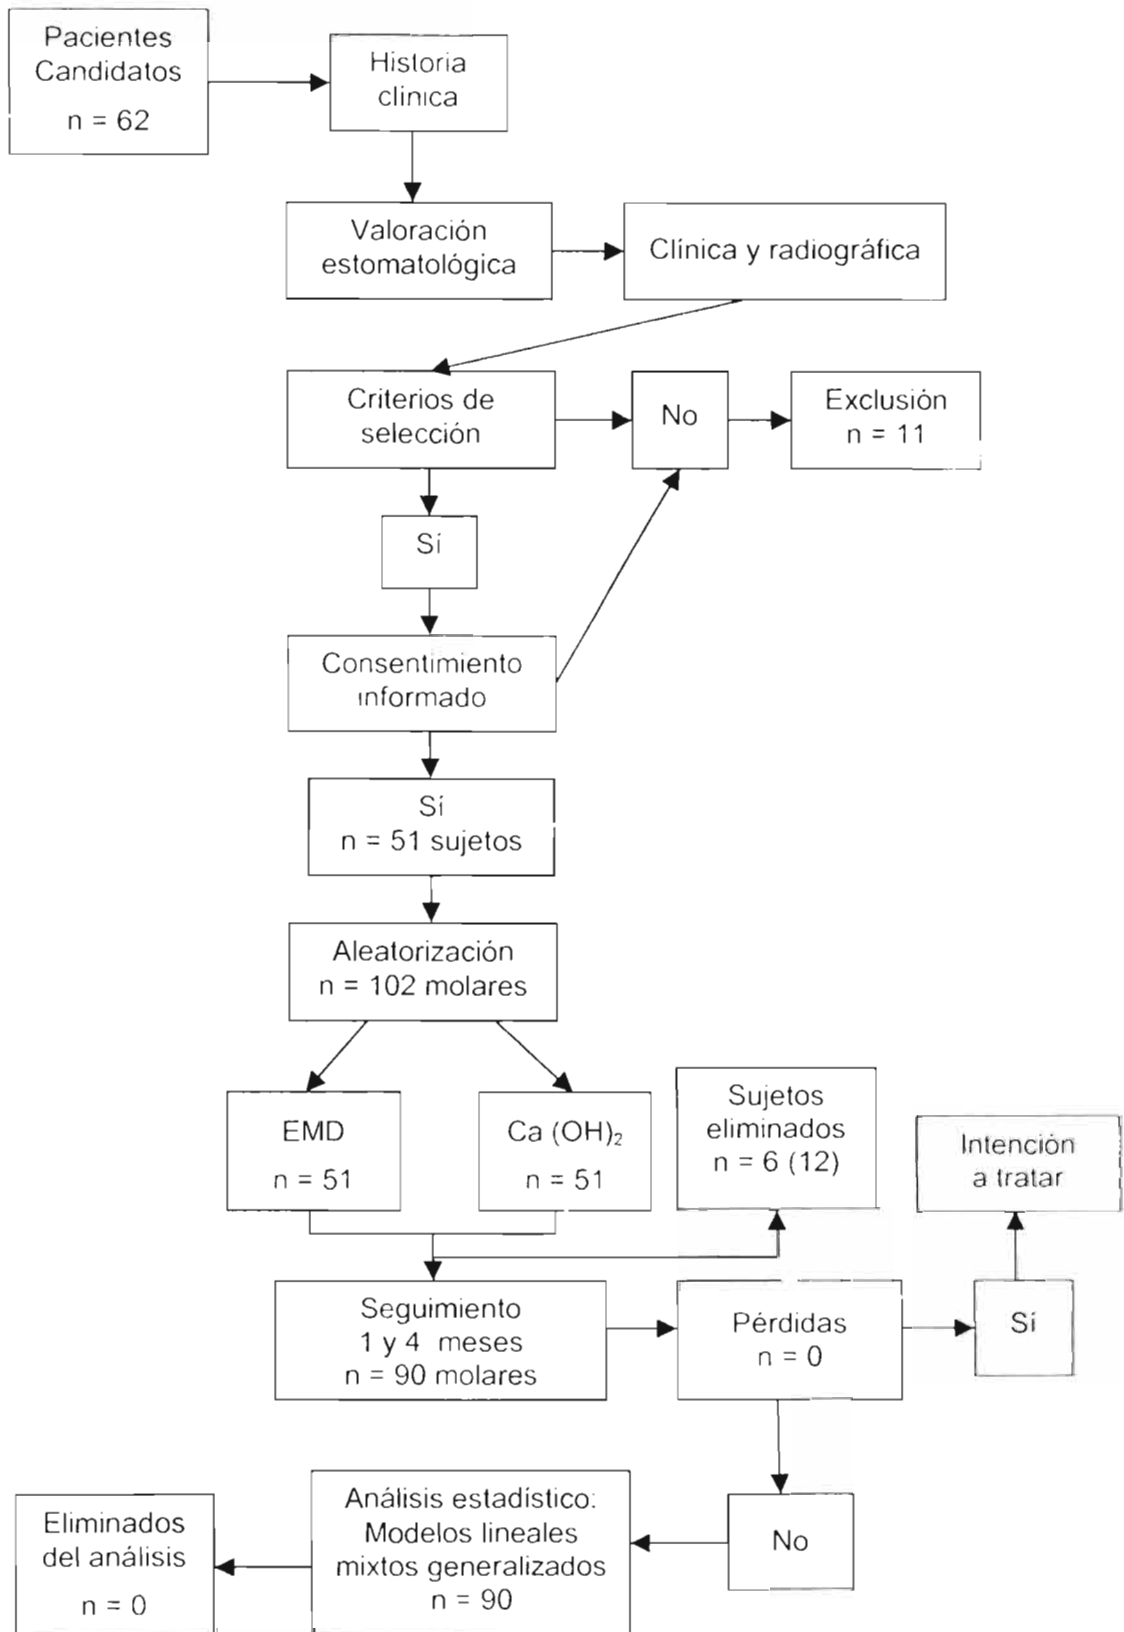 Pacientes
Candidatos
n = 62
Historia
clínica
Valoración
estomatológica
Clínica y radiográfica
Criterios de
selección
No
Exclusión
n = 11
Sí
Consentimiento
informado
Sí
n = 51 sujetos
Aleatorización
n = 102 molares
EMD
n = 51
Ca (OH)₂
n = 51
Sujetos
eliminados
n = 6 (12)
Intención
a tratar
Seguimiento
1 y 4 meses
n = 90 molares
Pérdidas
n = 0
Sí
No
Análisis estadístico:
Modelos lineales
mixtos generalizados
n = 90
Eliminados
del análisis
n = 0